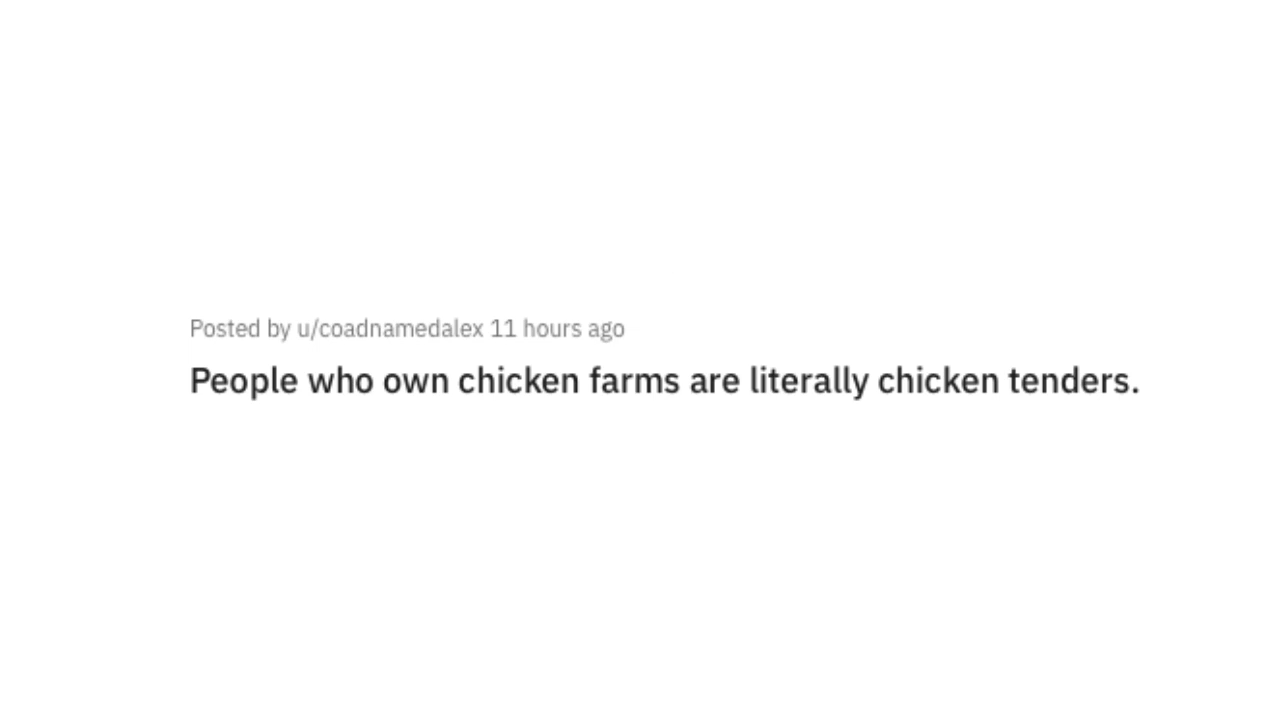 Posted by u/coadnamedalex 11 hours ago
People who own chicken farms are literally chicken tenders.